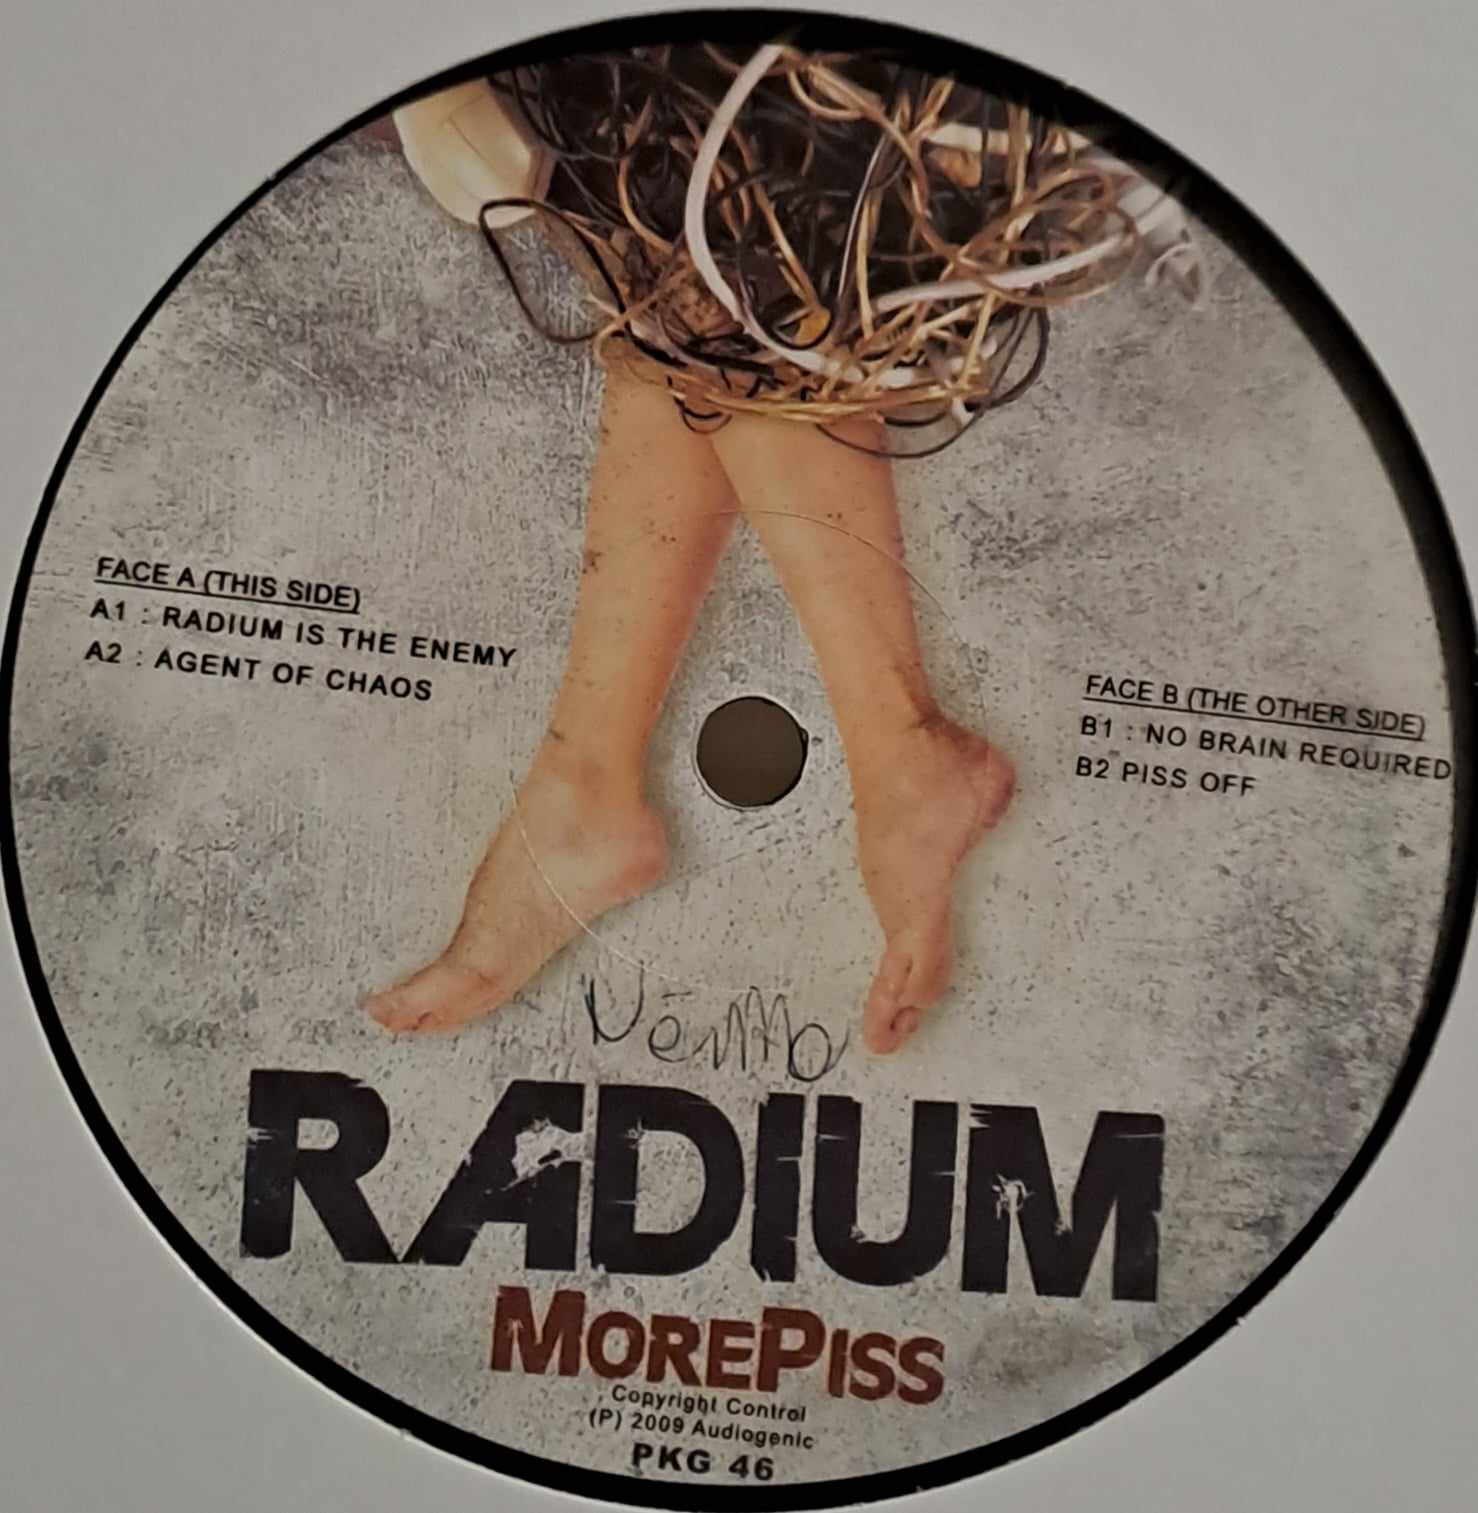 FACE A (THIS SIDE)
A1 : RADIUM IS THE ENEMY
A2 : AGENT OF CHAOS
FACE B (THE OTHER SIDE)
B1 : NO BRAIN REQUIRED
B2 PISS OFF
RADIUM
MOREPISS
Copyright Control
(P) 2009 Audiogenic
PKG 46